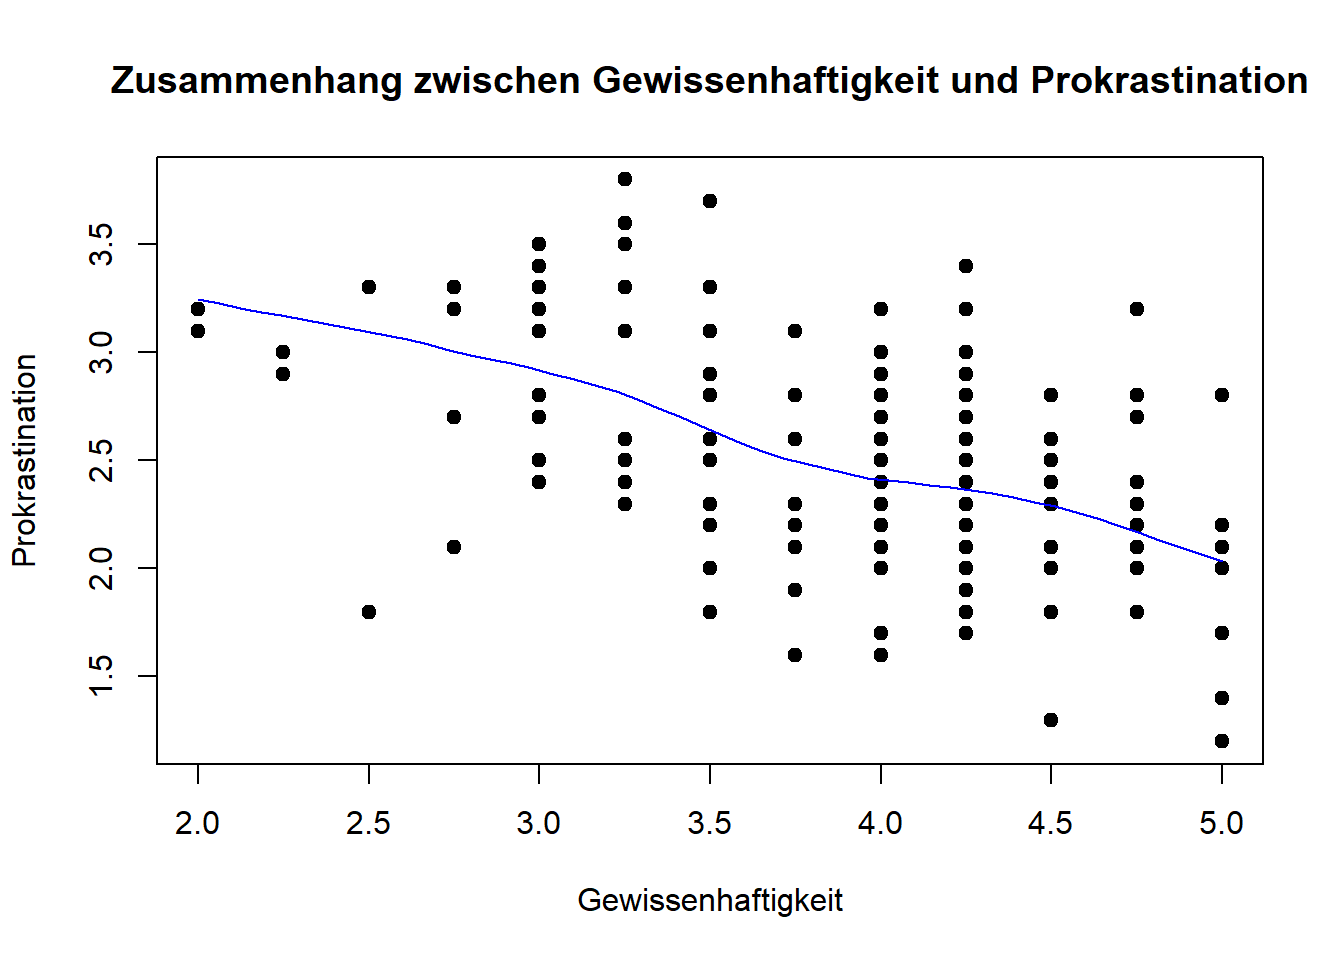 Zusammenhang zwischen Gewissenhaftigkeit und Prokrastination
Prokrastination
3.5
3.0
2.5
2.0
1.5
2.0 2.5 3.0 3.5 4.0 4.5 5.0
Gewissenhaftigkeit